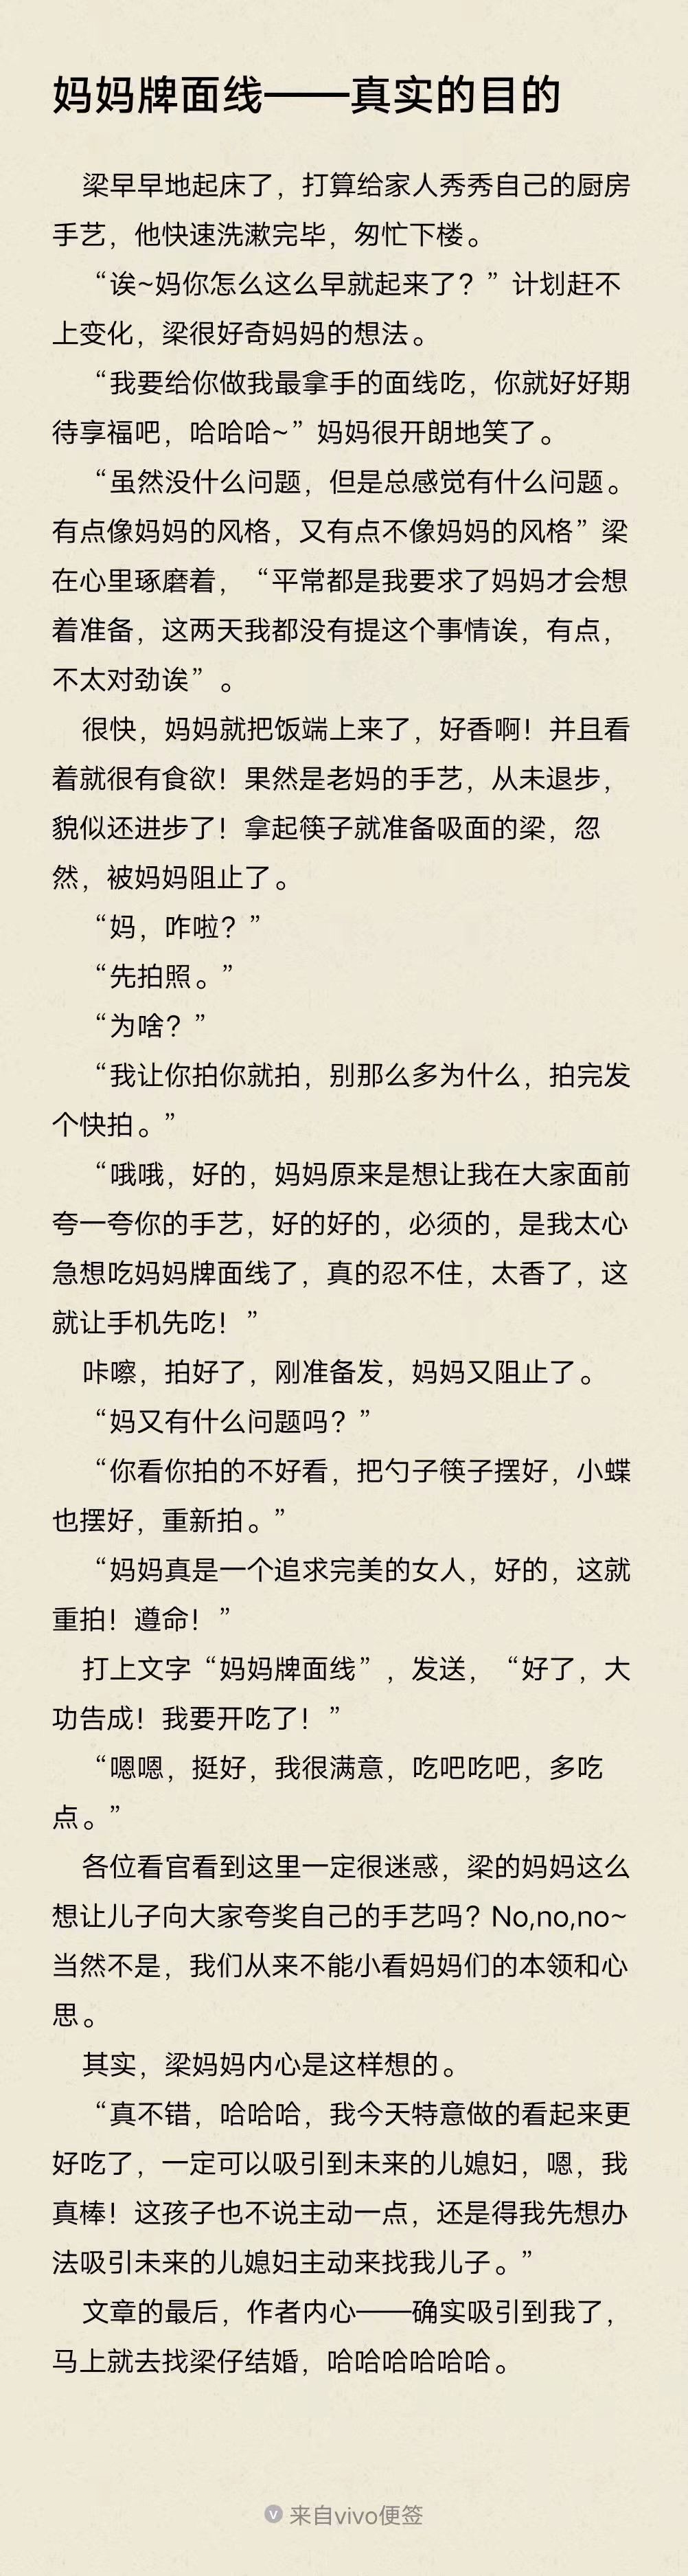 妈妈牌面线——真实的目的
梁早早地起床了，打算给家人秀秀自己的厨房
手艺，他快速洗漱完毕，匆忙下楼。
“诶~妈你怎么这么早就起来了？”计划赶不
上变化，梁很好奇妈妈的想法。
“我要给你做我最拿手的面线吃，你就好好期
待享福吧，哈哈哈~”妈妈很开朗地笑了。
“虽然没什么问题，但是总感觉有什么问题。
有点像妈妈的风格，又有点不像妈妈的风格”梁
在心里琢磨着，“平常都是我要求了妈妈才会想
着准备，这两天我都没有提这个事情诶，有点，
不太对劲诶”。
很快，妈妈就把饭端上来了，好香啊！并且看
着就很有食欲！果然是老妈的手艺，从未退步，
貌似还进步了！拿起筷子就准备吸面的梁，忽
然，被妈妈阻止了。
“妈，咋啦？”
“先拍照。”
“为啥？”
“我让你拍你就拍，别那么多为什么，拍完发
个快拍。”
“哦哦，好的，妈妈原来是想让我在大家面前
夸一夸你的手艺，好的好的，必须的，是我太心
急想吃妈妈牌面线了，真的忍不住，太香了，这
就让手机先吃！”
咔嚓，拍好了，刚准备发，妈妈又阻止了。
“妈又有什么问题吗？”
“你看你拍的不好看，把勺子筷子摆好，小蝶
也摆好，重新拍。”
“妈妈真是一个追求完美的女人，好的，这就
重拍！遵命！”
打上文字“妈妈牌面线”，发送，“好了，大
功告成！我要开吃了！”
“嗯嗯，挺好，我很满意，吃吧吃吧，多吃
点。”
各位看官看到这里一定很迷惑，梁的妈妈这么
想让儿子向大家夸奖自己的手艺吗？No,no,no~
当然不是，我们从来不能小看妈妈们的本领和心
思。
其实，梁妈妈内心是这样想的。
“真不错，哈哈哈，我今天特意做的看起来更
好吃了，一定可以吸引到未来的儿媳妇，嗯，我
真棒！这孩子也不说主动一点，还是得我先想办
法吸引未来的儿媳妇主动来找我儿子。”
文章的最后，作者内心——确实吸引到我了，
马上就去找梁仔结婚，哈哈哈哈哈哈。
V 来自vivo便签